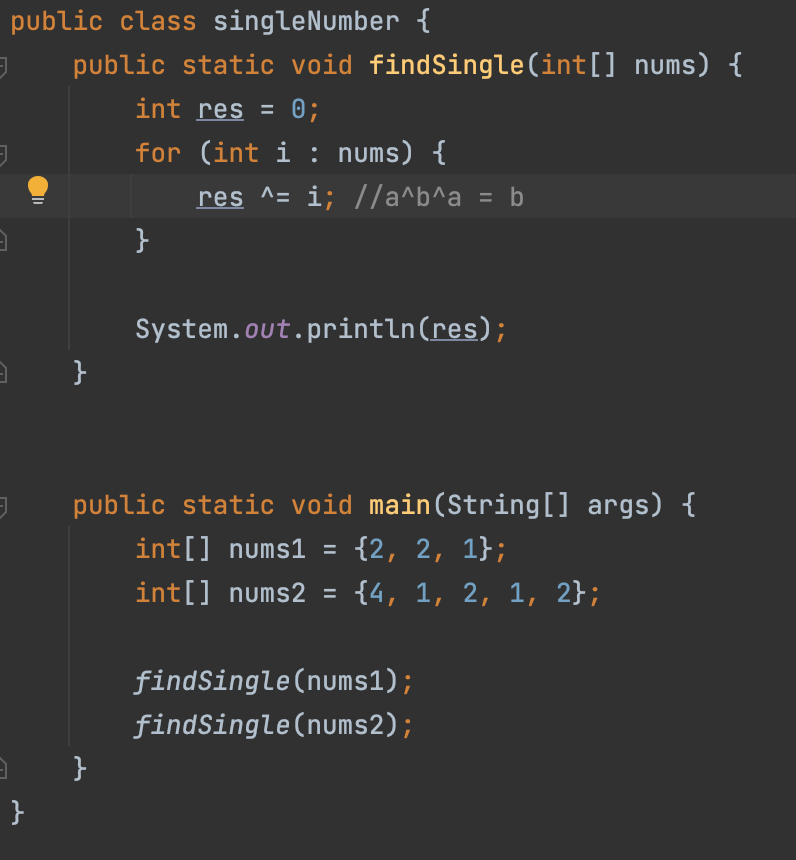 public class singleNumber {
    public static void findSingle(int[] nums) {
        int res = 0;
        for (int i : nums) {
            res ^= i; //a^b^a = b
        }

        System.out.println(res);
    }


    public static void main(String[] args) {
        int[] nums1 = {2, 2, 1};
        int[] nums2 = {4, 1, 2, 1, 2};

        findSingle(nums1);
        findSingle(nums2);
    }
}